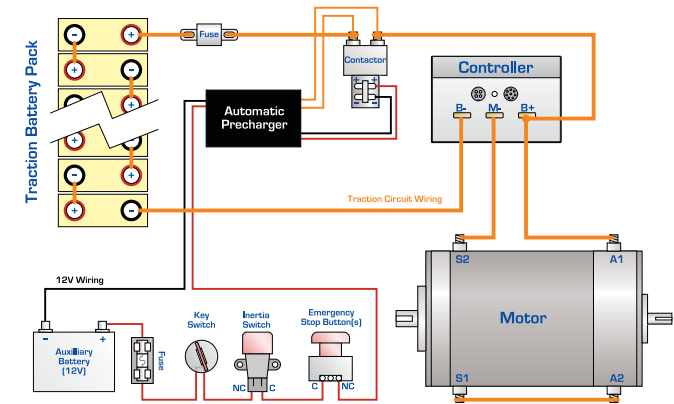 Traction Battery Pack
- +
Fuse
Contactor
+ +
- -
Automatic
Precharger
Controller
B- M- B+
+ -
- +
+ -
- +
+ -
Traction Circuit Wiring
12V Wiring
- +
Auxiliary
Battery
(12V)
Fuse
Key
Switch
Inertia
Switch
NC C
Emergency
Stop Button(s)
C NC
S2 A1
Motor
S1 A2